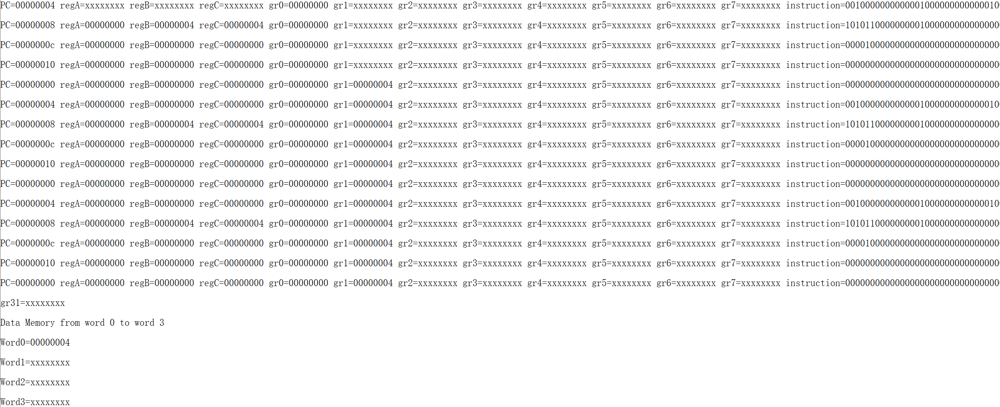 PC=00000004 regA=xxxxxxxx regB=xxxxxxxx regC=xxxxxxxx gr0=00000000 gr1=xxxxxxxx gr2=xxxxxxxx gr3=xxxxxxxx gr4=xxxxxxxx gr5=xxxxxxxx gr6=xxxxxxxx gr7=xxxxxxxx instruction=0010000000000001000000000000010
PC=00000008 regA=00000000 regB=00000004 regC=00000004 gr0=00000000 gr1=xxxxxxxx gr2=xxxxxxxx gr3=xxxxxxxx gr4=xxxxxxxx gr5=xxxxxxxx gr6=xxxxxxxx gr7=xxxxxxxx instruction=1010110000000001000000000000000
PC=0000000c regA=00000000 regB=00000000 regC=00000000 gr0=00000000 gr1=xxxxxxxx gr2=xxxxxxxx gr3=xxxxxxxx gr4=xxxxxxxx gr5=xxxxxxxx gr6=xxxxxxxx gr7=xxxxxxxx instruction=0000100000000000000000000000000
PC=00000010 regA=00000000 regB=00000000 regC=00000000 gr0=00000000 gr1=xxxxxxxx gr2=xxxxxxxx gr3=xxxxxxxx gr4=xxxxxxxx gr5=xxxxxxxx gr6=xxxxxxxx gr7=xxxxxxxx instruction=0000000000000000000000000000000
PC=00000000 regA=00000000 regB=00000000 regC=00000000 gr0=00000000 gr1=00000004 gr2=xxxxxxxx gr3=xxxxxxxx gr4=xxxxxxxx gr5=xxxxxxxx gr6=xxxxxxxx gr7=xxxxxxxx instruction=0000000000000000000000000000000
PC=00000004 regA=00000000 regB=00000000 regC=00000000 gr0=00000000 gr1=00000004 gr2=xxxxxxxx gr3=xxxxxxxx gr4=xxxxxxxx gr5=xxxxxxxx gr6=xxxxxxxx gr7=xxxxxxxx instruction=0010000000000001000000000000010
PC=00000008 regA=00000000 regB=00000004 regC=00000004 gr0=00000000 gr1=00000004 gr2=xxxxxxxx gr3=xxxxxxxx gr4=xxxxxxxx gr5=xxxxxxxx gr6=xxxxxxxx gr7=xxxxxxxx instruction=1010110000000001000000000000000
PC=0000000c regA=00000000 regB=00000000 regC=00000000 gr0=00000000 gr1=00000004 gr2=xxxxxxxx gr3=xxxxxxxx gr4=xxxxxxxx gr5=xxxxxxxx gr6=xxxxxxxx gr7=xxxxxxxx instruction=0000100000000000000000000000000
PC=00000010 regA=00000000 regB=00000000 regC=00000000 gr0=00000000 gr1=00000004 gr2=xxxxxxxx gr3=xxxxxxxx gr4=xxxxxxxx gr5=xxxxxxxx gr6=xxxxxxxx gr7=xxxxxxxx instruction=0000000000000000000000000000000
PC=00000000 regA=00000000 regB=00000000 regC=00000000 gr0=00000000 gr1=00000004 gr2=xxxxxxxx gr3=xxxxxxxx gr4=xxxxxxxx gr5=xxxxxxxx gr6=xxxxxxxx gr7=xxxxxxxx instruction=0000000000000000000000000000000
PC=00000004 regA=00000000 regB=00000000 regC=00000000 gr0=00000000 gr1=00000004 gr2=xxxxxxxx gr3=xxxxxxxx gr4=xxxxxxxx gr5=xxxxxxxx gr6=xxxxxxxx gr7=xxxxxxxx instruction=0010000000000001000000000000010
PC=00000008 regA=00000000 regB=00000004 regC=00000004 gr0=00000000 gr1=00000004 gr2=xxxxxxxx gr3=xxxxxxxx gr4=xxxxxxxx gr5=xxxxxxxx gr6=xxxxxxxx gr7=xxxxxxxx instruction=1010110000000001000000000000000
PC=0000000c regA=00000000 regB=00000000 regC=00000000 gr0=00000000 gr1=00000004 gr2=xxxxxxxx gr3=xxxxxxxx gr4=xxxxxxxx gr5=xxxxxxxx gr6=xxxxxxxx gr7=xxxxxxxx instruction=0000100000000000000000000000000
PC=00000010 regA=00000000 regB=00000000 regC=00000000 gr0=00000000 gr1=00000004 gr2=xxxxxxxx gr3=xxxxxxxx gr4=xxxxxxxx gr5=xxxxxxxx gr6=xxxxxxxx gr7=xxxxxxxx instruction=0000000000000000000000000000000
PC=00000000 regA=00000000 regB=00000000 regC=00000000 gr0=00000000 gr1=00000004 gr2=xxxxxxxx gr3=xxxxxxxx gr4=xxxxxxxx gr5=xxxxxxxx gr6=xxxxxxxx gr7=xxxxxxxx instruction=0000000000000000000000000000000
gr31=xxxxxxxx
Data Memory from word 0 to word 3
Word0=00000004
Word1=xxxxxxxx
Word2=xxxxxxxx
Word3=xxxxxxxx